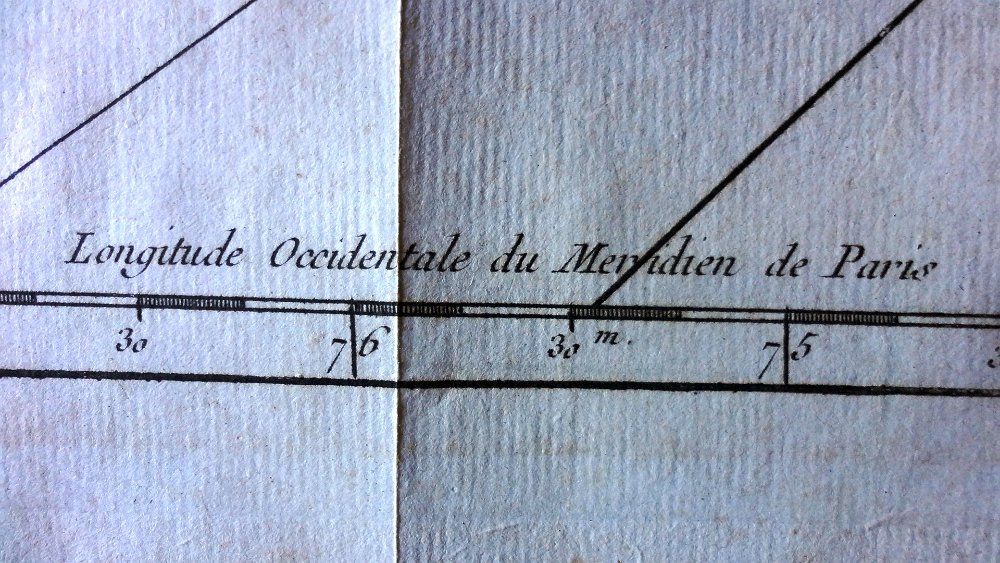 Longitude Occidentale du Meridien de Paris
30 76 30 m. 75